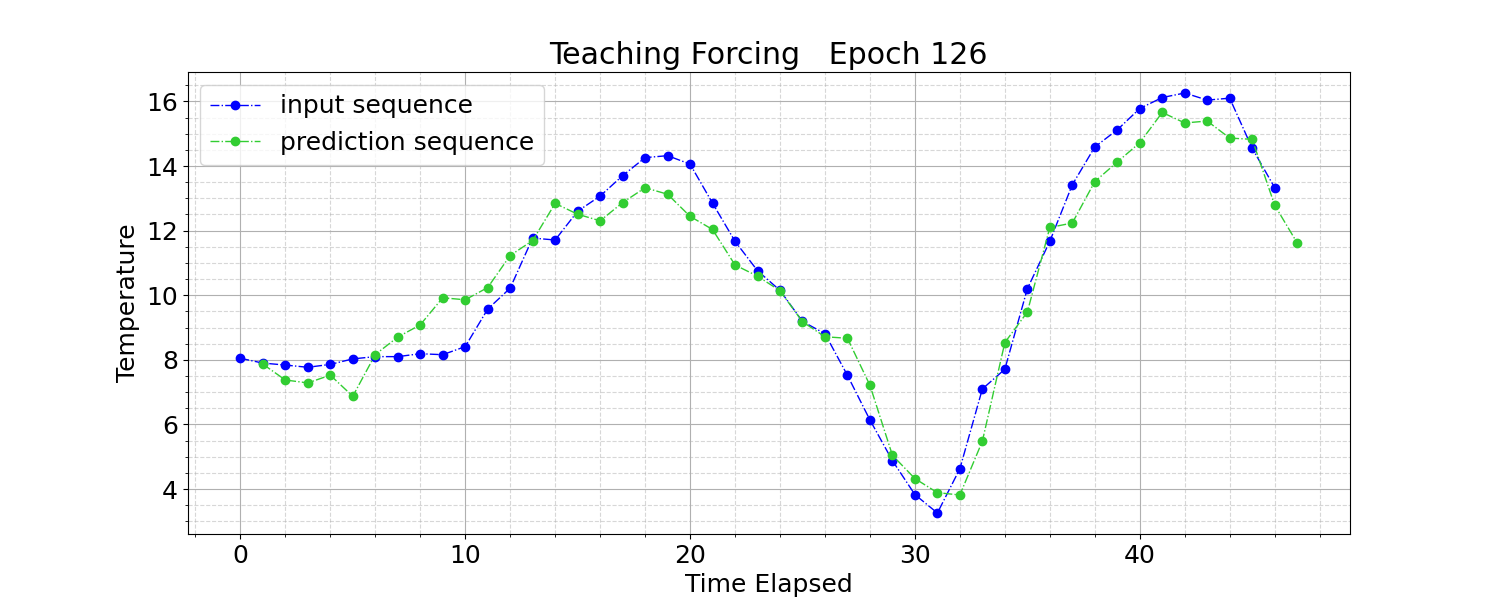 Teaching Forcing   Epoch 126
input sequence
prediction sequence
16
14
12
10
8
6
4
Temperature
0 10 20 30 40
Time Elapsed